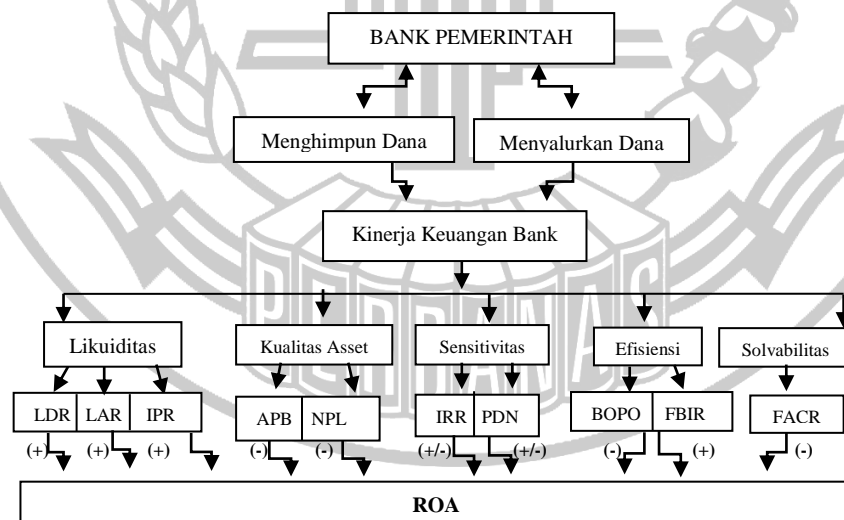 BANK PEMERINTAH
Menghimpun Dana Menyalurkan Dana
Kinerja Keuangan Bank
PERBANAS
Likuiditas Kualitas Asset Sensitivitas Efisiensi Solvabilitas
LDR LAR IPR APB NPL IRR PDN BOPO FBIR FACR
(+) (+) (+) (-) (-) (+/-) (+/-) (-) (+) (-)
ROA